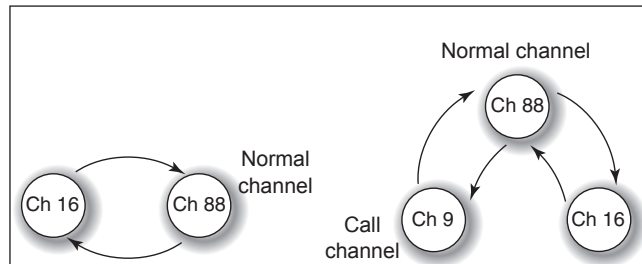 Ch 16
Ch 88
Normal
channel
Normal channel
Ch 88
Ch 9
Call
channel
Ch 16